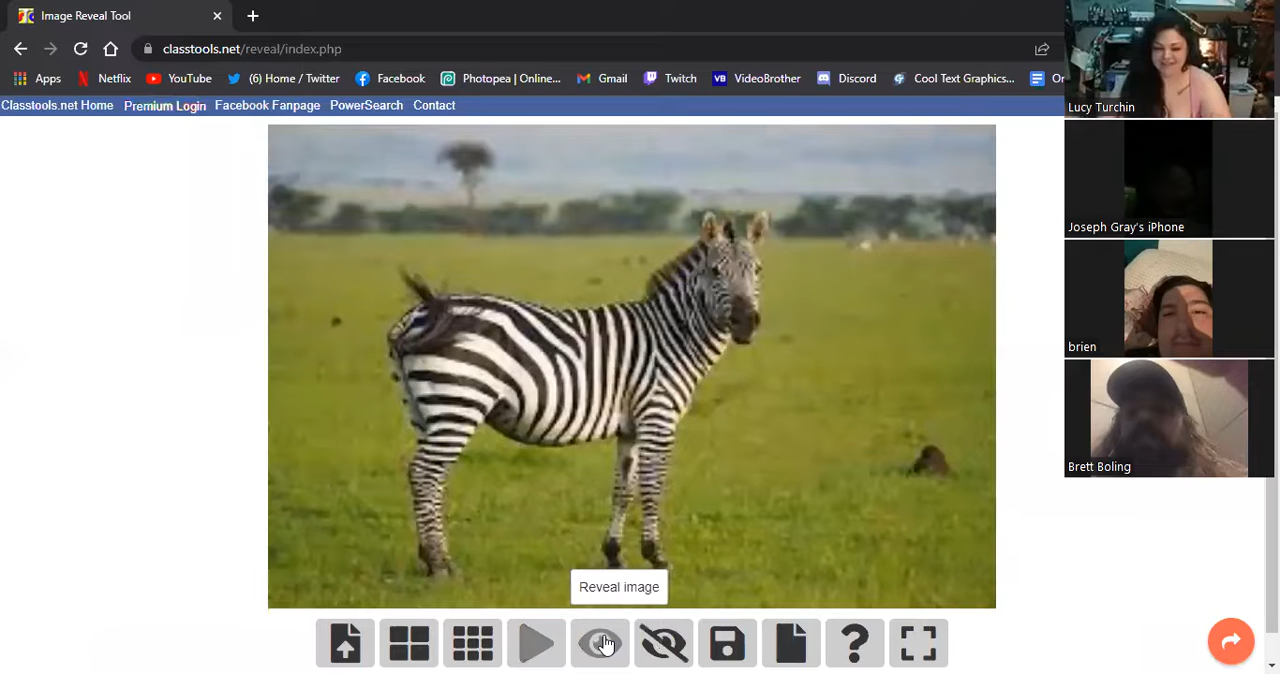 Image Reveal Tool
classtools.net/reveal/index.php
Apps Netflix YouTube (6) Home / Twitter Facebook Photopea | Online... Gmail Twitch VB VideoBrother Discord Cool Text Graphics... Or
Classtools.net Home Premium Login Facebook Fanpage PowerSearch Contact
Lucy Turchin
Joseph Gray's iPhone
brien
Brett Boling
Reveal image
?